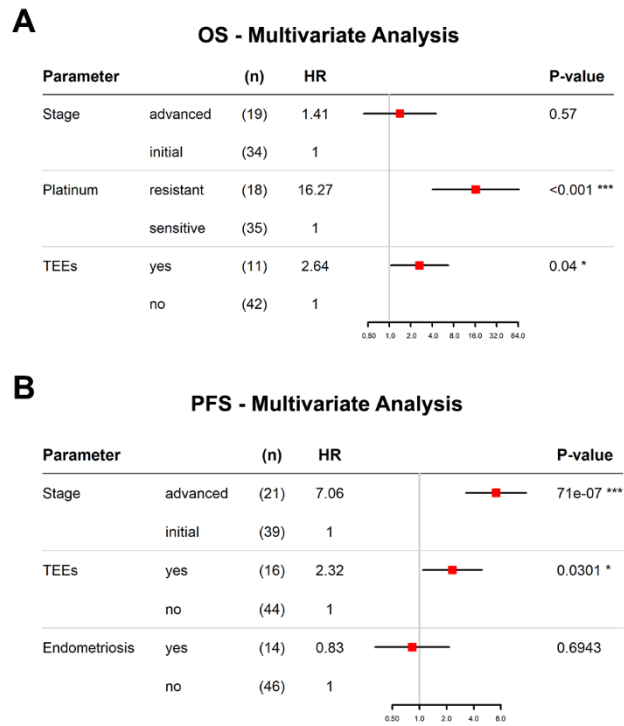 A
OS - Multivariate Analysis
Parameter (n) HR P-value
Stage advanced (19) 1.41 0.57
initial (34) 1
Platinum resistant (18) 16.27 <0.001 ***
sensitive (35) 1
TEEs yes (11) 2.64 0.04 *
no (42) 1
0.50 1.0 2.0 4.0 8.0 16.0 32.0 64.0
B
PFS - Multivariate Analysis
Parameter (n) HR P-value
Stage advanced (21) 7.06 71e-07 ***
initial (39) 1
TEEs yes (16) 2.32 0.0301 *
no (44) 1
Endometriosis yes (14) 0.83 0.6943
no (46) 1
0.50 1.0 2.0 4.0 8.0